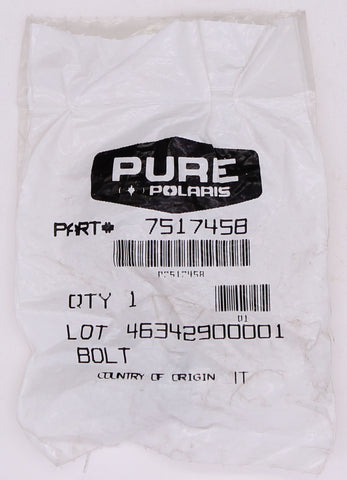 PURE
POLARIS
PART# 7517458
P7517458
QTY 1
01
LOT 46342900001
BOLT
COUNTRY OF ORIGIN IT